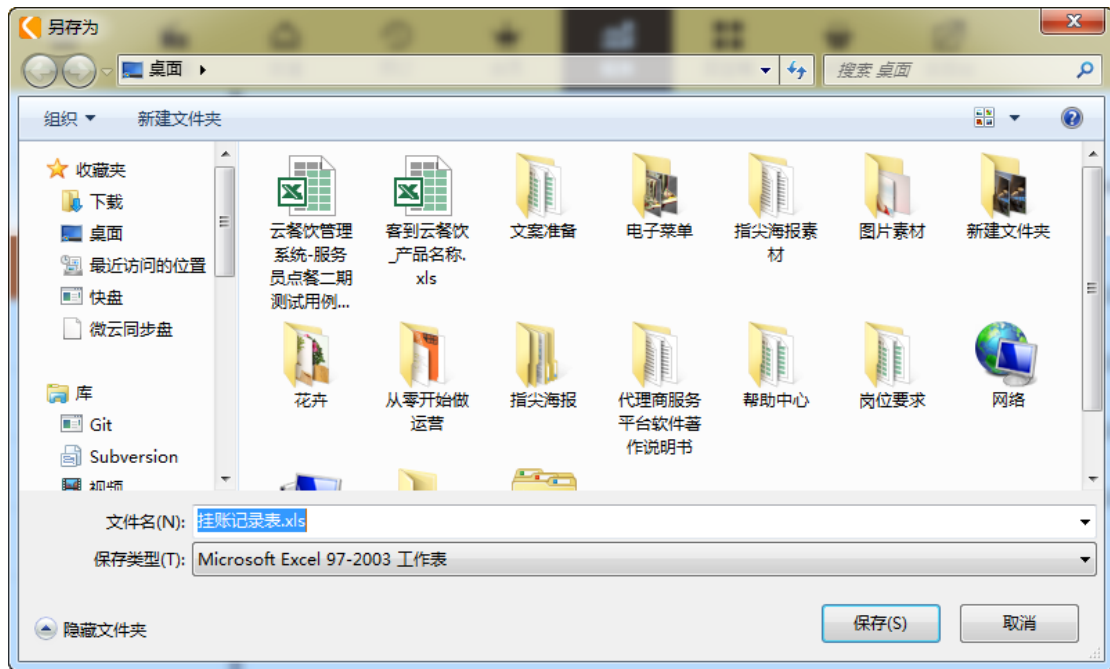 另存为
桌面
搜索 桌面
组织
新建文件夹
收藏夹
下载
桌面
最近访问的位置
快盘
微云同步盘
库
Git
Subversion
视频
云餐饮管理
系统-服务
员点餐二期
测试用例...
客到云餐饮
_产品名称.
xls
文案准备
电子菜单
指尖海报素
材
图片素材
新建文件夹
花卉
从零开始做
运营
指尖海报
代理商服务
平台软件著
作说明书
帮助中心
岗位要求
网络
文件名(N):
挂账记录表.xls
保存类型(T):
Microsoft Excel 97-2003 工作表
隐藏文件夹
保存(S)
取消